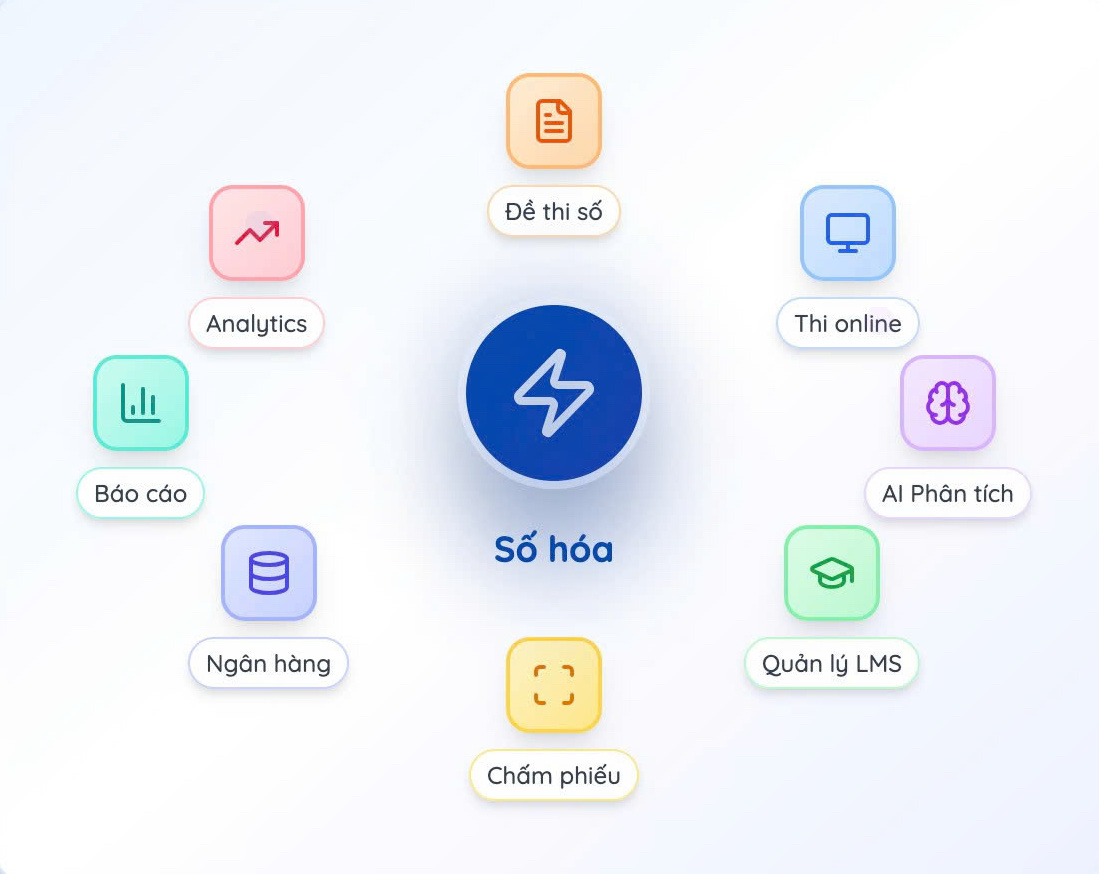 Đề thi số
Analytics
Thi online
Báo cáo
AI Phân tích
Số hóa
Ngân hàng
Quản lý LMS
Chấm phiếu